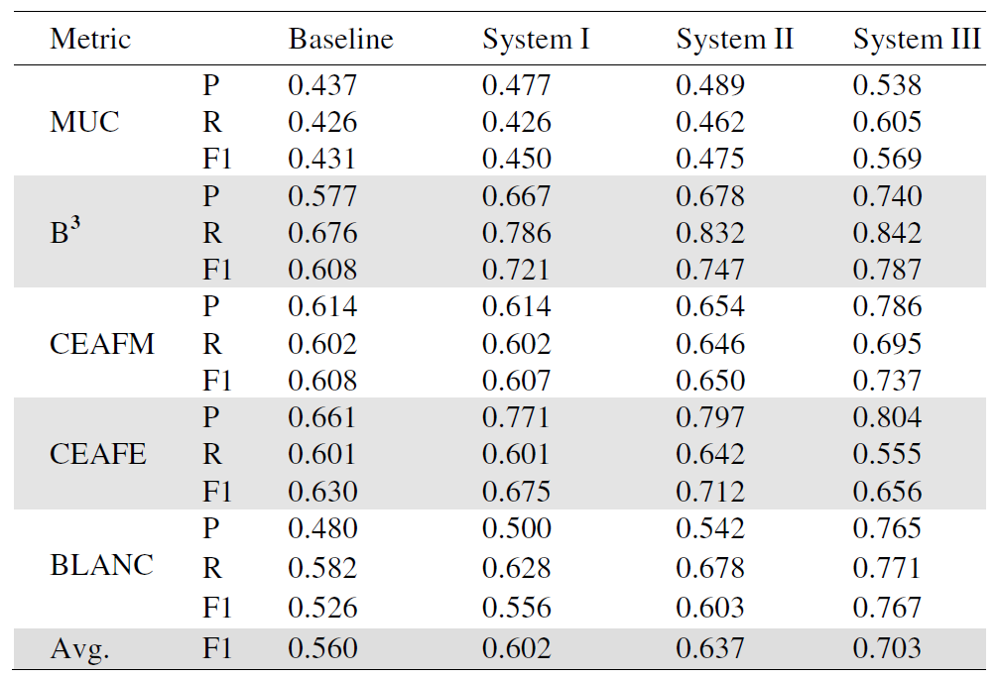 Metric Baseline System I System II System III
P 0.437 0.477 0.489 0.538
MUC R 0.426 0.426 0.462 0.605
F1 0.431 0.450 0.475 0.569
P 0.577 0.667 0.678 0.740
B³ R 0.676 0.786 0.832 0.842
F1 0.608 0.721 0.747 0.787
P 0.614 0.614 0.654 0.786
CEAFM R 0.602 0.602 0.646 0.695
F1 0.608 0.607 0.650 0.737
P 0.661 0.771 0.797 0.804
CEAFE R 0.601 0.601 0.642 0.555
F1 0.630 0.675 0.712 0.656
P 0.480 0.500 0.542 0.765
BLANC R 0.582 0.628 0.678 0.771
F1 0.526 0.556 0.603 0.767
Avg. F1 0.560 0.602 0.637 0.703